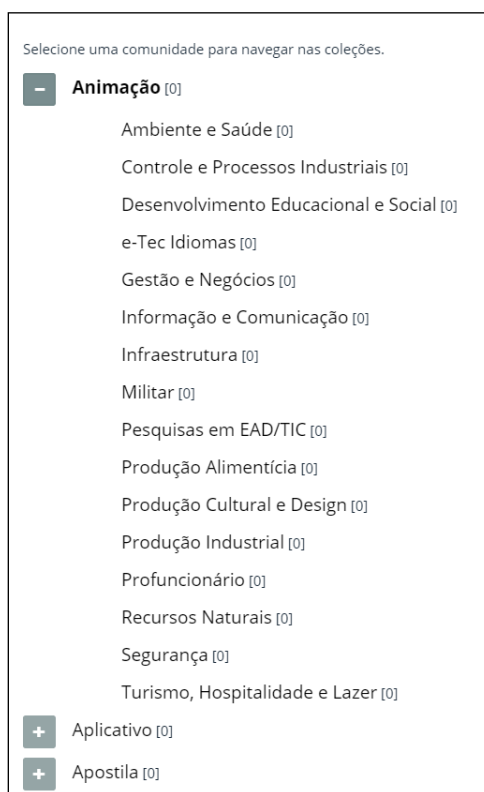 Selecione uma comunidade para navegar nas coleções.
Animação [0]
Ambiente e Saúde [0]
Controle e Processos Industriais [0]
Desenvolvimento Educacional e Social [0]
e-Tec Idiomas [0]
Gestão e Negócios [0]
Informação e Comunicação [0]
Infraestrutura [0]
Militar [0]
Pesquisas em EAD/TIC [0]
Produção Alimentícia [0]
Produção Cultural e Design [0]
Produção Industrial [0]
Profuncionário [0]
Recursos Naturais [0]
Segurança [0]
Turismo, Hospitalidade e Lazer [0]
Aplicativo [0]
Apostila [0]